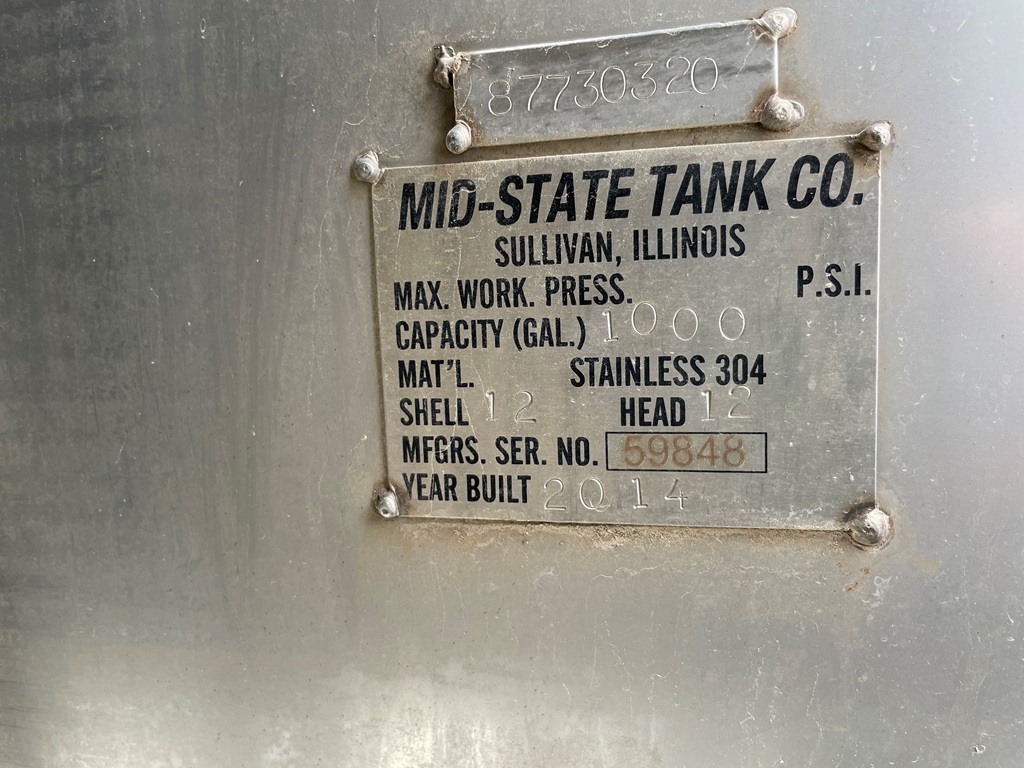 87730320
MID-STATE TANK CO.
SULLIVAN, ILLINOIS
MAX. WORK. PRESS. P.S.I.
CAPACITY (GAL.) 1000
MAT'L. STAINLESS 304
SHELL 12 HEAD 12
MFGRS. SER. NO. 59848
YEAR BUILT 2014